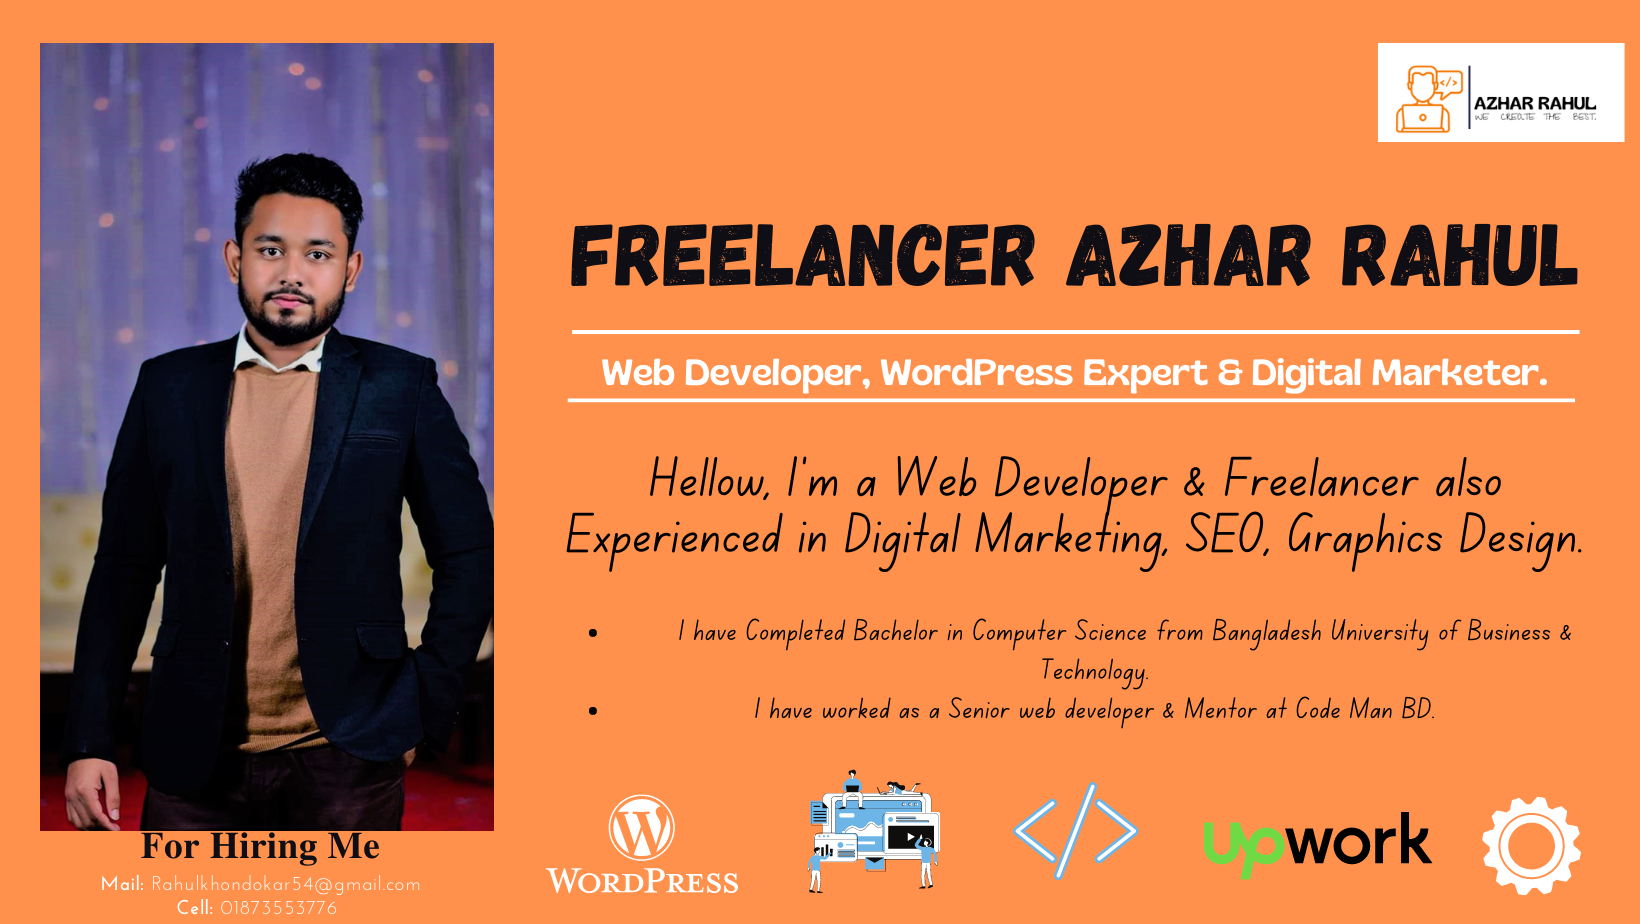 AZHAR RAHUL
WE CREATE THE BEST.
FREELANCER AZHAR RAHUL
Web Developer, WordPress Expert & Digital Marketer.
Hellow, I'm a Web Developer & Freelancer also
Experienced in Digital Marketing, SEO, Graphics Design.
• I have Completed Bachelor in Computer Science from Bangladesh University of Business &
Technology.
• I have worked as a Senior web developer & Mentor at Code Man BD.
For Hiring Me
Mail: Rahulkhondokar54@gmail.com
Cell: 01873553776
WORDPRESS
</>
upwork